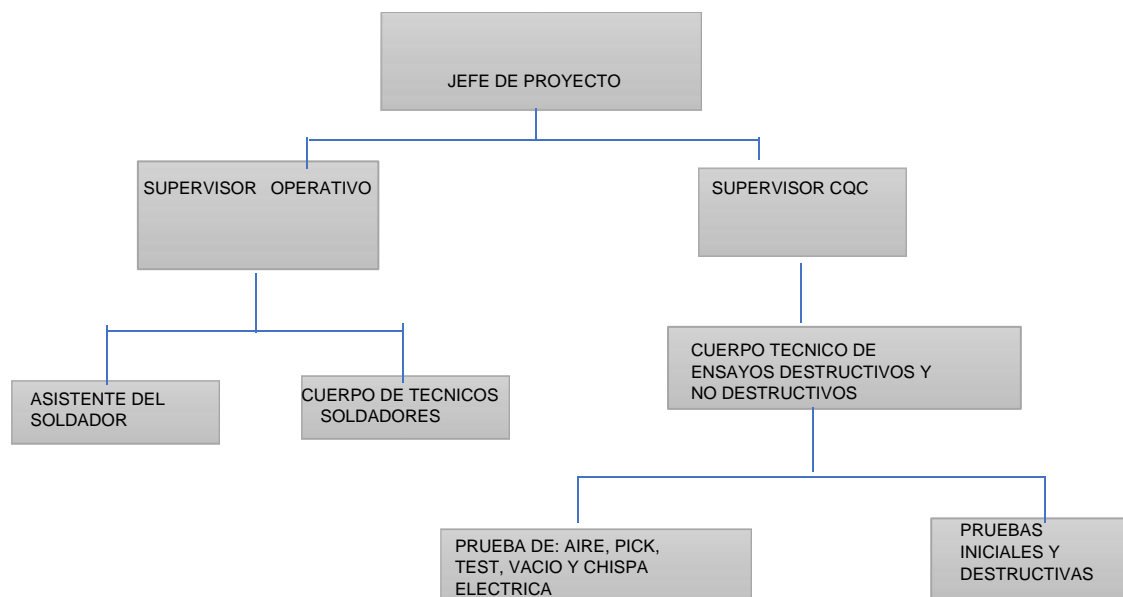 JEFE DE PROYECTO
SUPERVISOR OPERATIVO
SUPERVISOR CQC
CUERPO TECNICO DE
ENSAYOS DESTRUCTIVOS Y
NO DESTRUCTIVOS
ASISTENTE DEL
SOLDADOR
CUERPO DE TECNICOS
SOLDADORES
PRUEBA DE: AIRE, PICK,
TEST, VACIO Y CHISPA
ELECTRICA
PRUEBAS
INICIALES Y
DESTRUCTIVAS